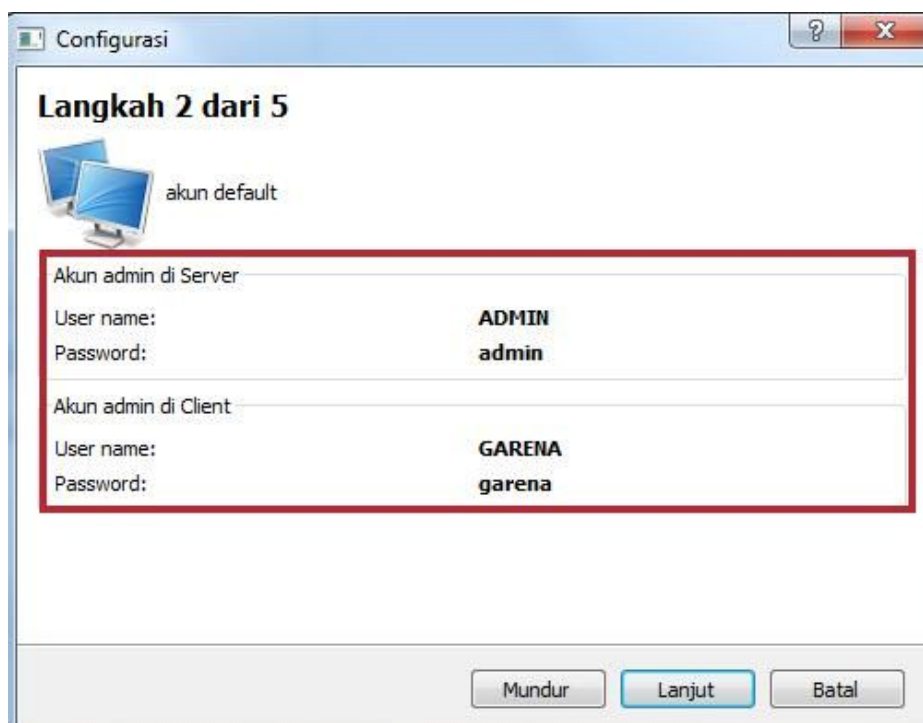 Configurasi
Langkah 2 dari 5
akun default
Akun admin di Server
User name: ADMIN
Password: admin
Akun admin di Client
User name: GARENA
Password: garena
Mundur Lanjut Batal